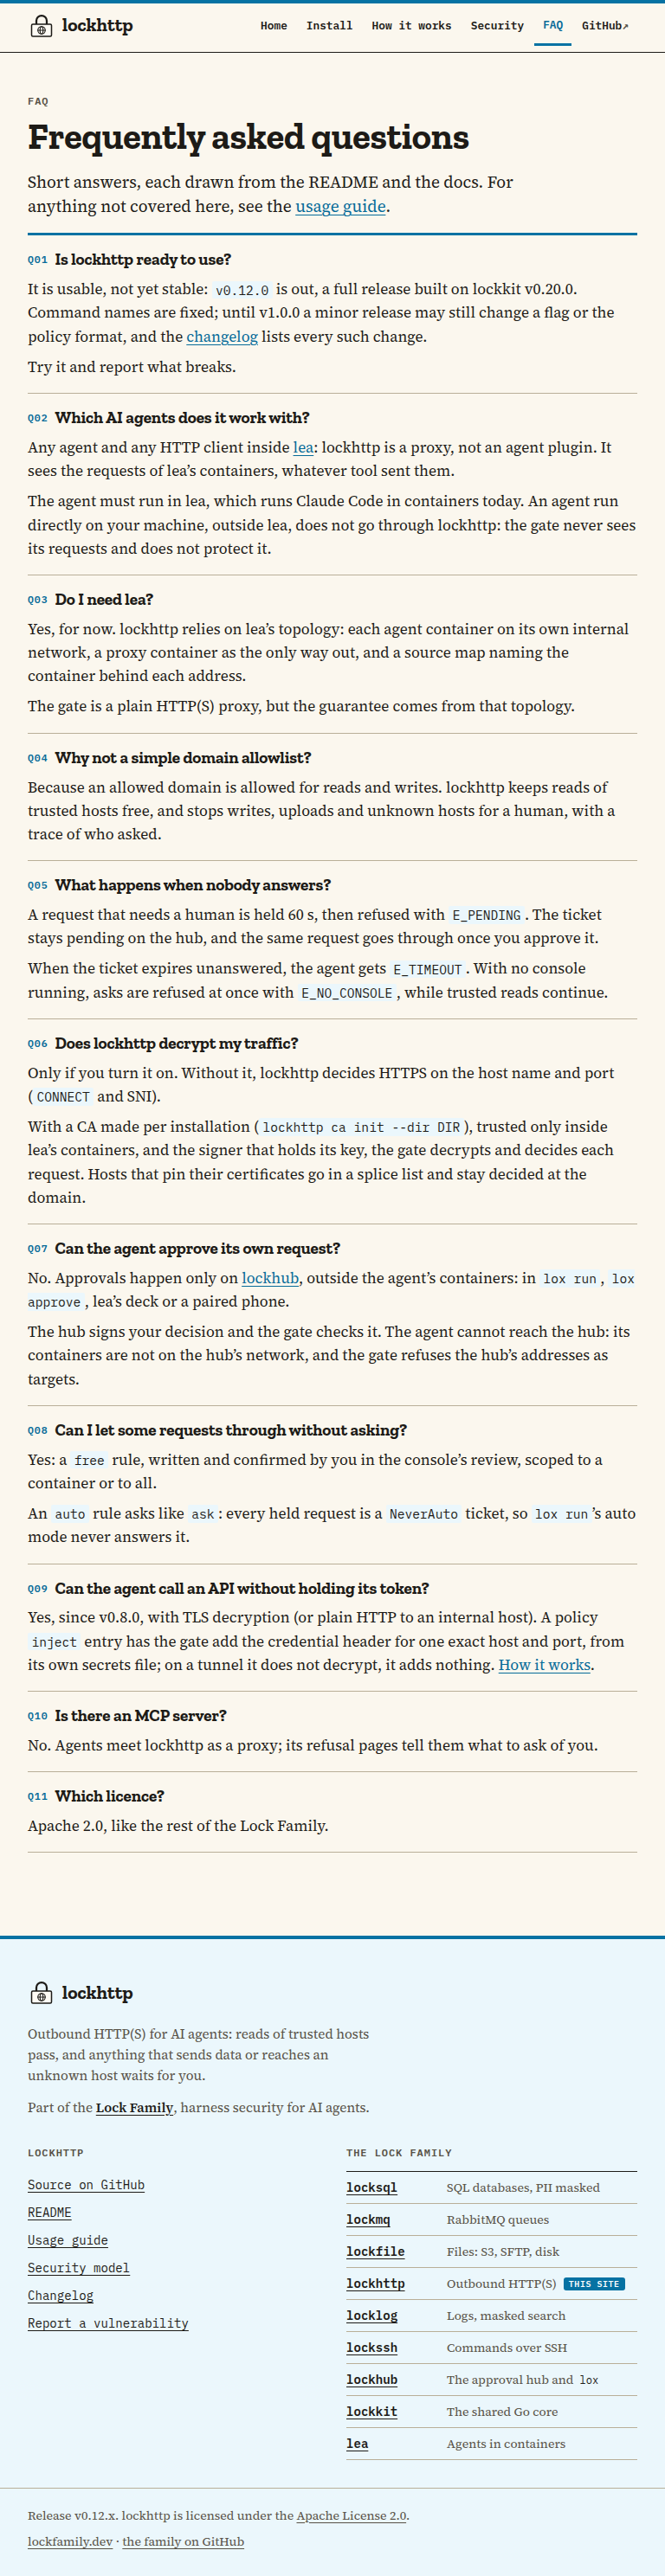 lockhttp
Home Install How it works Security FAQ GitHub↗
FAQ
Frequently asked questions
Short answers, each drawn from the README and the docs. For
anything not covered here, see the usage guide.
Q01 Is lockhttp ready to use?
It is usable, not yet stable: v0.12.0 is out, a full release built on lockkit v0.20.0.
Command names are fixed; until v1.0.0 a minor release may still change a flag or the
policy format, and the changelog lists every such change.
Try it and report what breaks.
Q02 Which AI agents does it work with?
Any agent and any HTTP client inside lea: lockhttp is a proxy, not an agent plugin. It
sees the requests of lea’s containers, whatever tool sent them.
The agent must run in lea, which runs Claude Code in containers today. An agent run
directly on your machine, outside lea, does not go through lockhttp: the gate never sees
its requests and does not protect it.
Q03 Do I need lea?
Yes, for now. lockhttp relies on lea’s topology: each agent container on its own internal
network, a proxy container as the only way out, and a source map naming the
container behind each address.
The gate is a plain HTTP(S) proxy, but the guarantee comes from that topology.
Q04 Why not a simple domain allowlist?
Because an allowed domain is allowed for reads and writes. lockhttp keeps reads of
trusted hosts free, and stops writes, uploads and unknown hosts for a human, with a
trace of who asked.
Q05 What happens when nobody answers?
A request that needs a human is held 60 s, then refused with E_PENDING. The ticket
stays pending on the hub, and the same request goes through once you approve it.
When the ticket expires unanswered, the agent gets E_TIMEOUT. With no console
running, asks are refused at once with E_NO_CONSOLE, while trusted reads continue.
Q06 Does lockhttp decrypt my traffic?
Only if you turn it on. Without it, lockhttp decides HTTPS on the host name and port
(CONNECT and SNI).
With a CA made per installation (lockhttp ca init --dir DIR), trusted only inside
lea’s containers, and the signer that holds its key, the gate decrypts and decides each
request. Hosts that pin their certificates go in a splice list and stay decided at the
domain.
Q07 Can the agent approve its own request?
No. Approvals happen only on lockhub, outside the agent’s containers: in lox run, lox
approve, lea’s deck or a paired phone.
The hub signs your decision and the gate checks it. The agent cannot reach the hub: its
containers are not on the hub’s network, and the gate refuses the hub’s addresses as
targets.
Q08 Can I let some requests through without asking?
Yes: a free rule, written and confirmed by you in the console’s review, scoped to a
container or to all.
An auto rule asks like ask: every held request is a NeverAuto ticket, so lox run’s auto
mode never answers it.
Q09 Can the agent call an API without holding its token?
Yes, since v0.8.0, with TLS decryption (or plain HTTP to an internal host). A policy
inject entry has the gate add the credential header for one exact host and port, from
its own secrets file; on a tunnel it does not decrypt, it adds nothing. How it works.
Q10 Is there an MCP server?
No. Agents meet lockhttp as a proxy; its refusal pages tell them what to ask of you.
Q11 Which licence?
Apache 2.0, like the rest of the Lock Family.
lockhttp
Outbound HTTP(S) for AI agents: reads of trusted hosts
pass, and anything that sends data or reaches an
unknown host waits for you.
Part of the Lock Family, harness security for AI agents.
LOCKHTTP
Source on GitHub
README
Usage guide
Security model
Changelog
Report a vulnerability
THE LOCK FAMILY
locksql SQL databases, PII masked
lockmq RabbitMQ queues
lockfile Files: S3, SFTP, disk
lockhttp Outbound HTTP(S) THIS SITE
locklog Logs, masked search
lockssh Commands over SSH
lockhub The approval hub and lox
lockkit The shared Go core
lea Agents in containers
Release v0.12.x. lockhttp is licensed under the Apache License 2.0.
lockfamily.dev · the family on GitHub